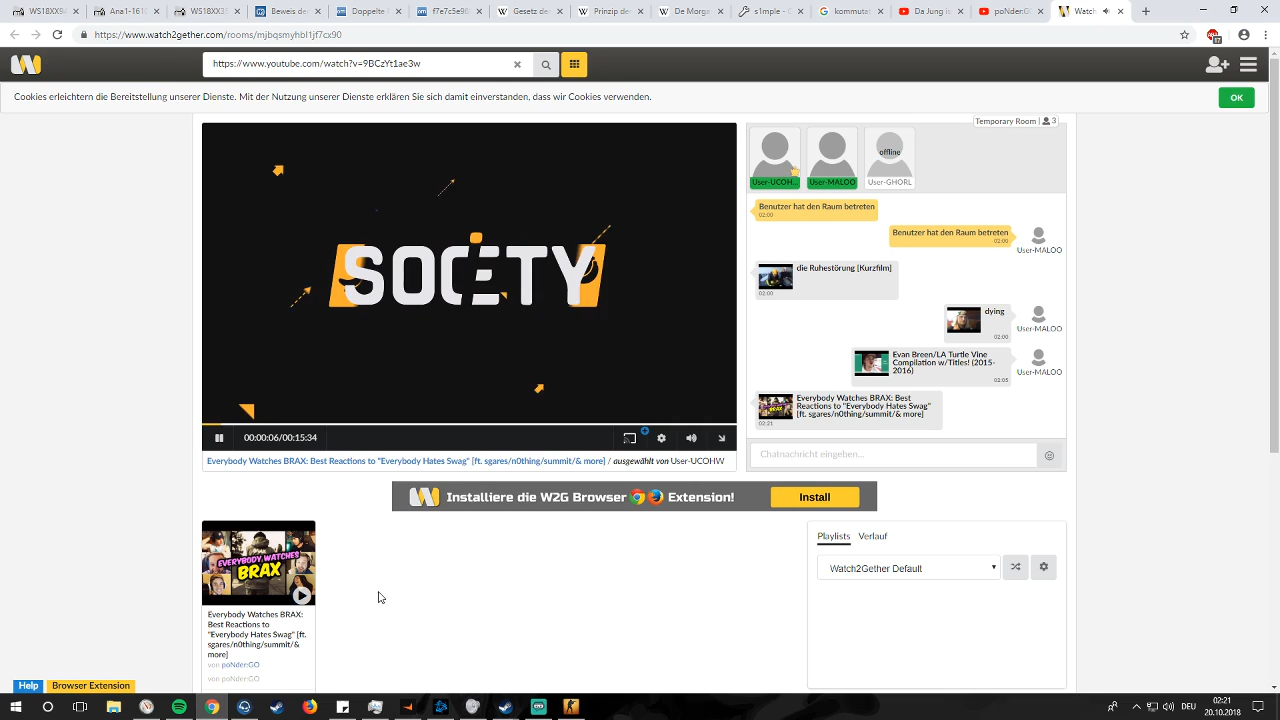 WS18XX94
Ana1-1610
WS18XX35
Beweis de
Doppelte I
f7e7c5e98
Gesetz de
Prinzip de
De Morga
s1mple - C
kommutat
Da Jung is
poNder:GO
Watch
https://www.watch2gether.com/rooms/mjbqsmyhbl1jf7cx90
https://www.youtube.com/watch?v=9BCzYt1ae3w
Cookies erleichtern die Bereitstellung unserer Dienste. Mit der Nutzung unserer Dienste erklären Sie sich damit einverstanden, dass wir Cookies verwenden.
OK
Temporary Room | 3
offline
User-UCOH...
User-MALOO
User-GHORL
SOCIETY
Benutzer hat den Raum betreten
02:00
Benutzer hat den Raum betreten
02:00
User-MALOO
die Ruhestörung [Kurzfilm]
02:00
dying
02:00
User-MALOO
Evan Breen/LA Turtle Vine
Compilation w/Titles! (2015-
2016)
02:05
User-MALOO
Everybody Watches BRAX: Best
Reactions to "Everybody Hates Swag"
[ft. sgares/n0thing/summit/& more]
02:21
00:00:06/00:15:34
Chatnachricht eingeben...
Everybody Watches BRAX: Best Reactions to "Everybody Hates Swag" [ft. sgares/n0thing/summit/& more] / ausgewählt von User-UCOHW
Installiere die W2G Browser Extension!
Install
EVERYBODY WATCHES
BRAX
Everybody Watches BRAX:
Best Reactions to
"Everybody Hates Swag" [ft.
sgares/n0thing/summit/&
more]
von poNder:GO
von poNder:GO
Playlists Verlauf
Watch2Gether Default
Help
Browser Extension
DEU
02:21
20.10.2018